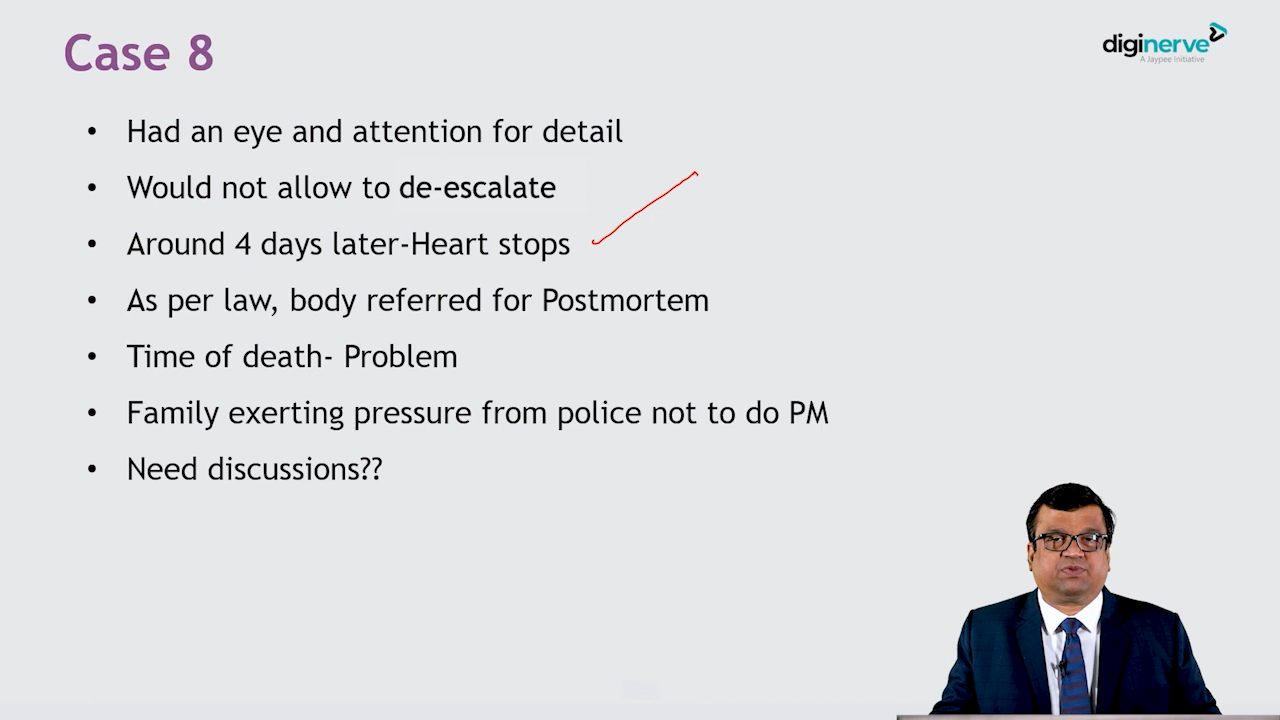 Case 8
diginerve
A Jaypee Initiative
• Had an eye and attention for detail
• Would not allow to de-escalate
• Around 4 days later-Heart stops
• As per law, body referred for Postmortem
• Time of death- Problem
• Family exerting pressure from police not to do PM
• Need discussions??